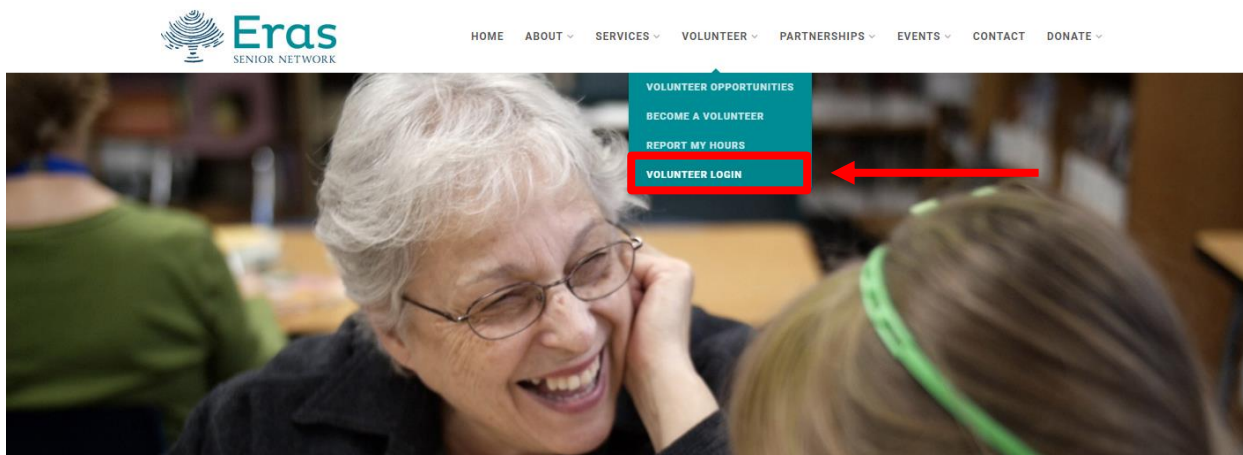 Eras
SENIOR NETWORK
HOME ABOUT SERVICES VOLUNTEER PARTNERSHIPS EVENTS CONTACT DONATE
VOLUNTEER OPPORTUNITIES
BECOME A VOLUNTEER
REPORT MY HOURS
VOLUNTEER LOGIN